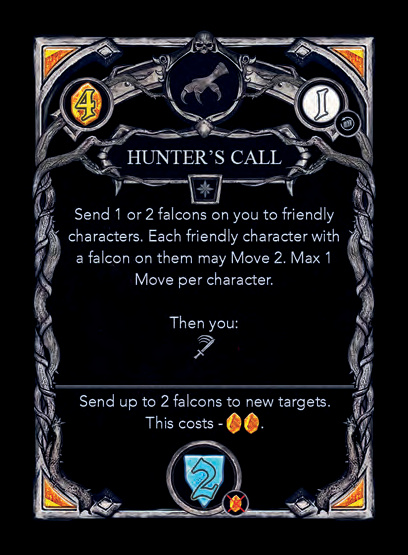 4
1
HUNTER'S CALL
Send 1 or 2 falcons on you to friendly
characters. Each friendly character with
a falcon on them may Move 2. Max 1
Move per character.
Then you:
Send up to 2 falcons to new targets.
This costs - .
2